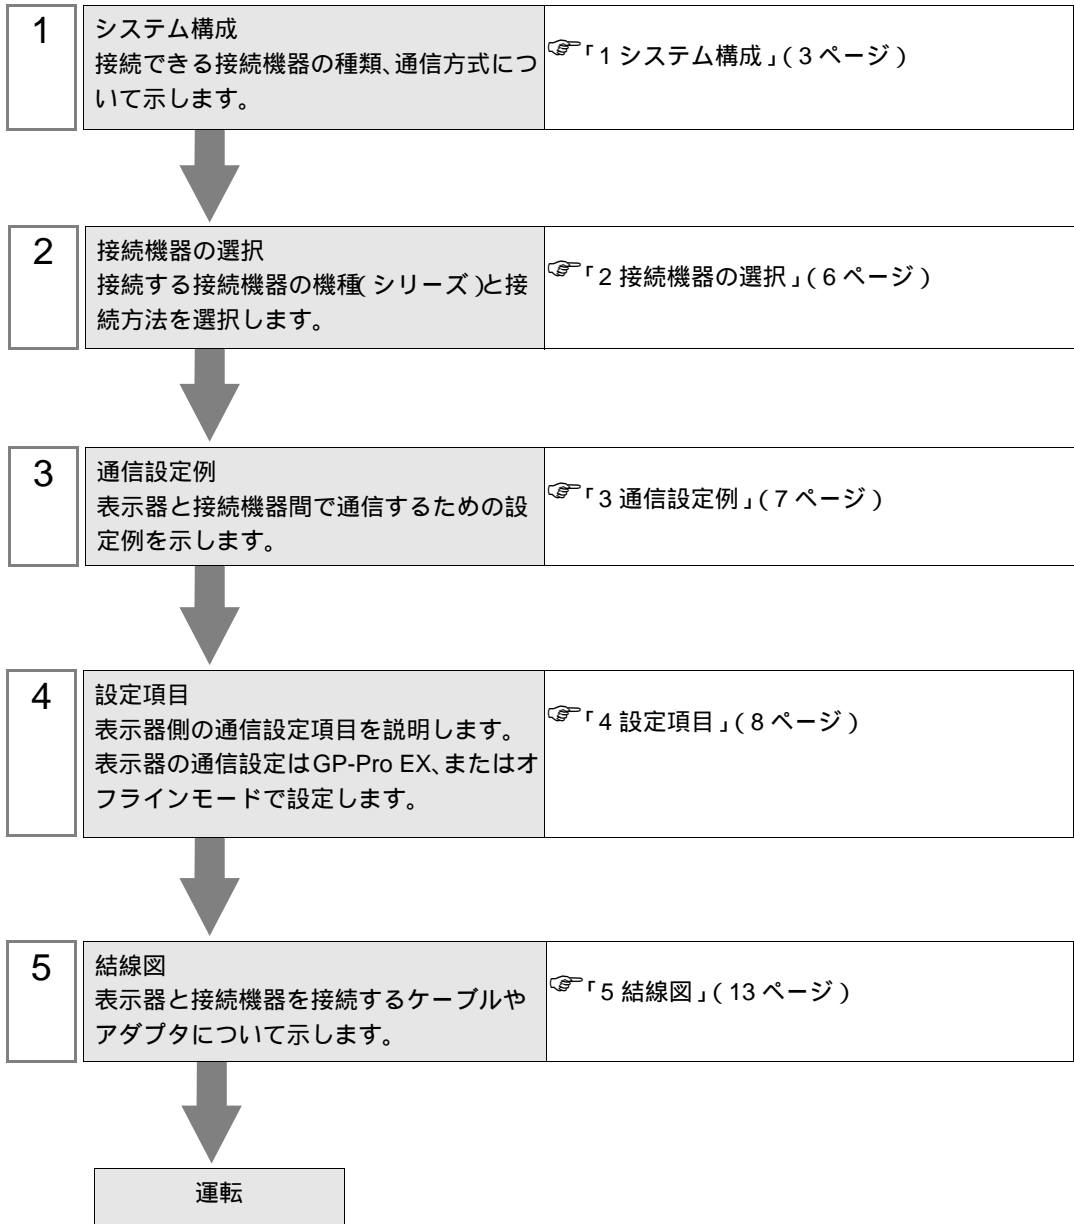 1
システム構成
接続できる接続機器の種類、通信方式につ
いて示します。
☞「1 システム構成」(3 ページ)
2
接続機器の選択
接続する接続機器の機種(シリーズ)と接
続方法を選択します。
☞「2 接続機器の選択」(6 ページ)
3
通信設定例
表示器と接続機器間で通信するための設
定例を示します。
☞「3 通信設定例」(7 ページ)
4
設定項目
表示器側の通信設定項目を説明します。
表示器の通信設定はGP-Pro EX、またはオ
フラインモードで設定します。
☞「4 設定項目」(8 ページ)
5
結線図
表示器と接続機器を接続するケーブルや
アダプタについて示します。
☞「5 結線図」(13 ページ)
運転